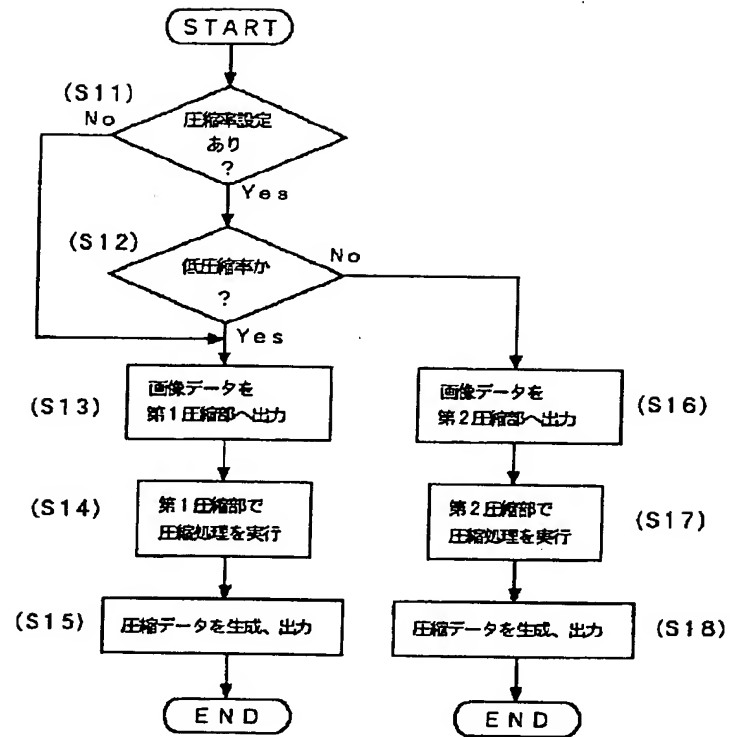 START
(S11)
No
圧縮率設定
あり
?
Yes
(S12)
低圧縮率か
?
No
Yes
(S13)
画像データを
第1圧縮部へ出力
画像データを
第2圧縮部へ出力
(S16)
(S14)
第1圧縮部で
圧縮処理を実行
第2圧縮部で
圧縮処理を実行
(S17)
(S15)
圧縮データを生成、出力
圧縮データを生成、出力
(S18)
END
END